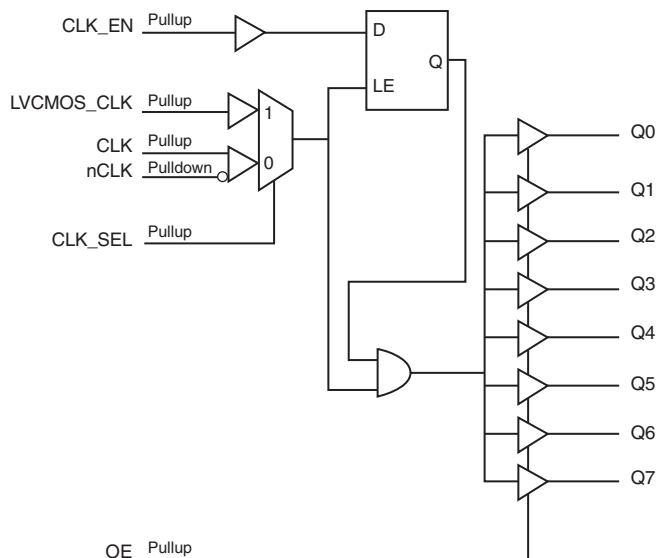 CLK_EN Pullup
D
Q
LE
LVCMOS_CLK Pullup
1
CLK Pullup
0
nCLK Pulldown
CLK_SEL Pullup
Q0
Q1
Q2
Q3
Q4
Q5
Q6
Q7
OE Pullup